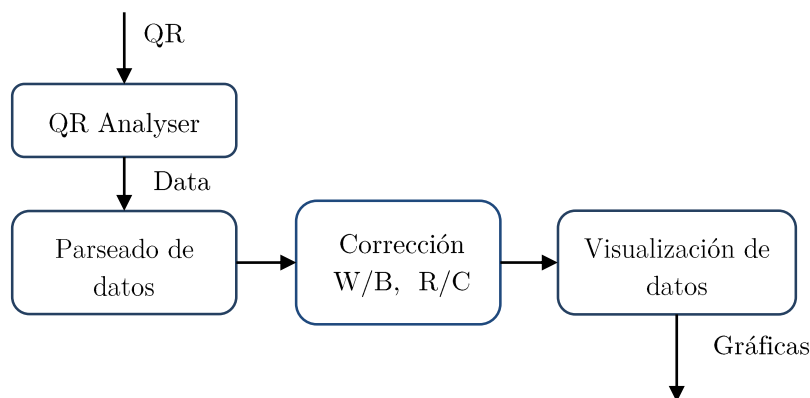 QR
QR Analyser
Data
Parseado de
datos
Corrección
W/B, R/C
Visualización de
datos
Gráficas